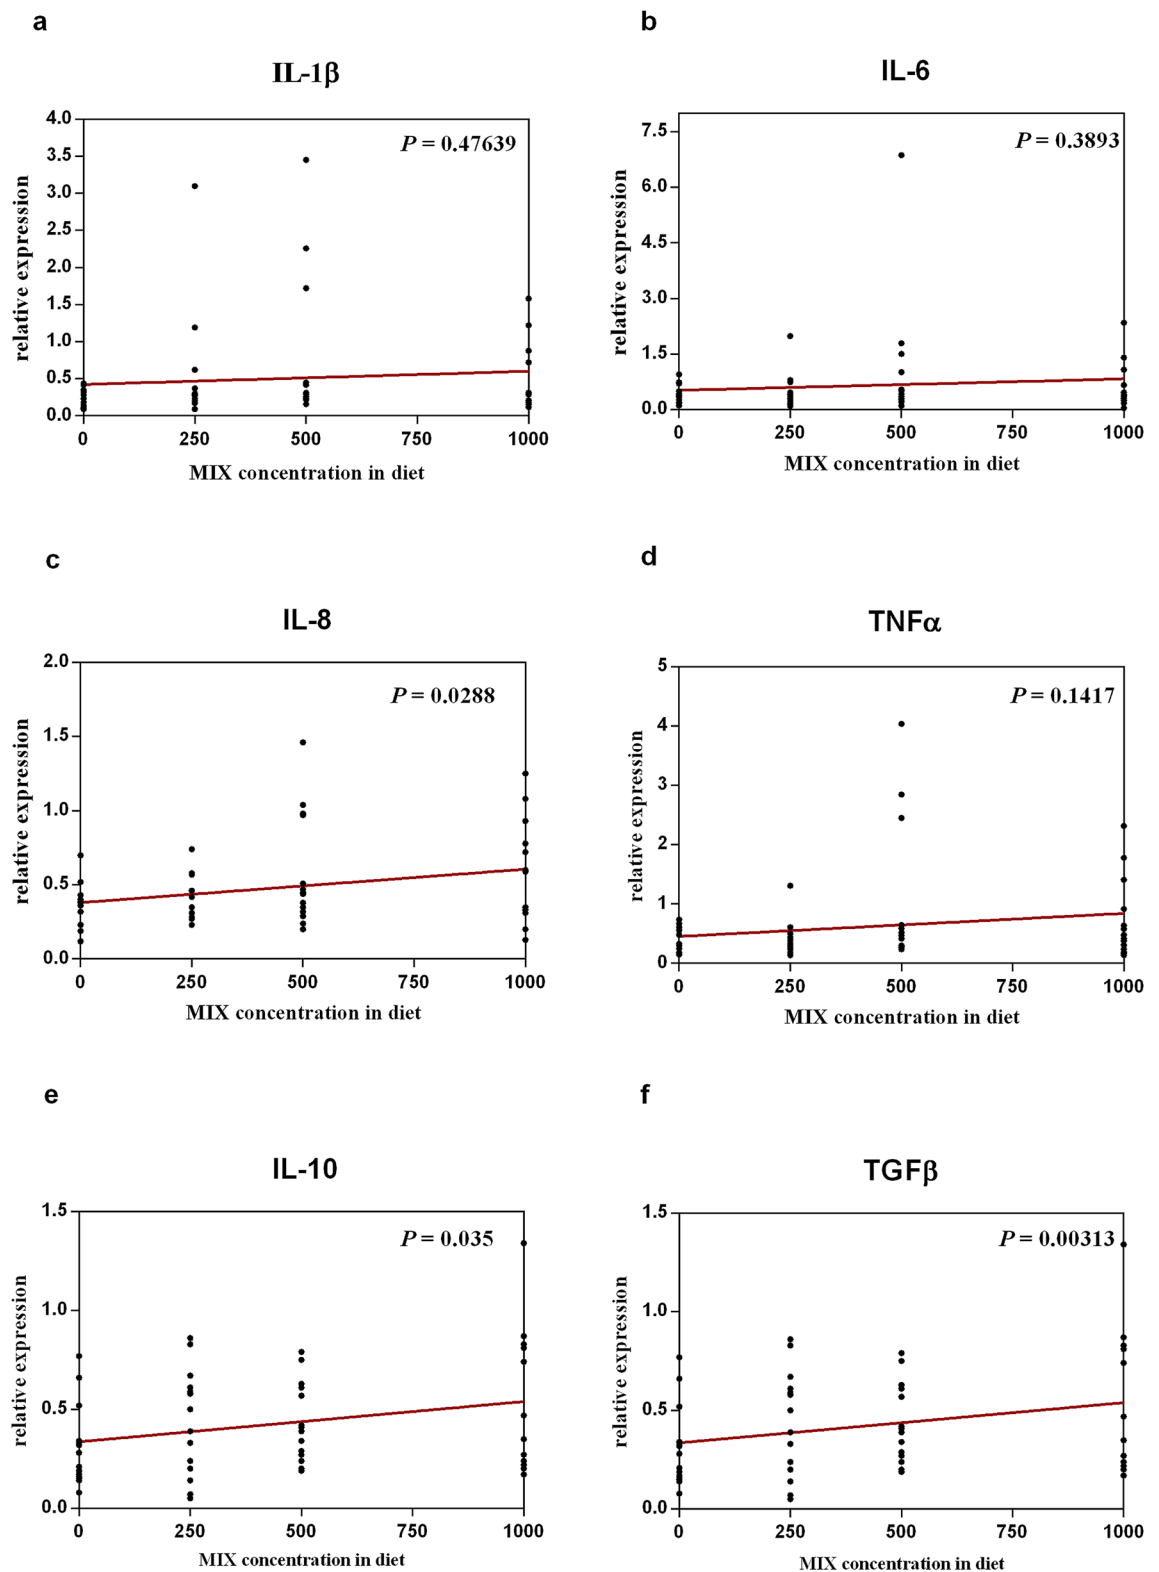 a
IL-1β
P = 0.47639
4.0
3.5
3.0
2.5
2.0
1.5
1.0
0.5
0.0
relative expression
0 250 500 750 1000
MIX concentration in diet
b
IL-6
P = 0.3893
7.5
6.0
4.5
3.0
1.5
0.0
relative expression
0 250 500 750 1000
MIX concentration in diet
c
IL-8
P = 0.0288
2.0
1.5
1.0
0.5
0.0
relative expression
0 250 500 750 1000
MIX concentration in diet
d
TNFα
P = 0.1417
5
4
3
2
1
0
relative expression
0 250 500 750 1000
MIX concentration in diet
e
IL-10
P = 0.035
1.5
1.0
0.5
0.0
relative expression
0 250 500 750 1000
MIX concentration in diet
f
TGFβ
P = 0.00313
1.5
1.0
0.5
0.0
relative expression
0 250 500 750 1000
MIX concentration in diet